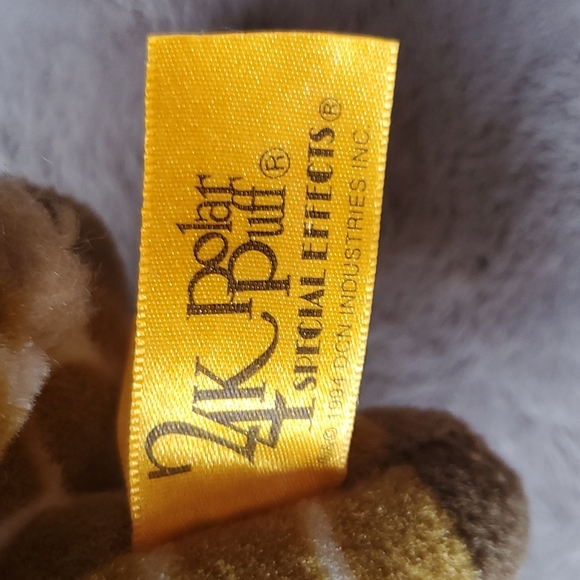 24K polar puff®
SPECIAL EFFECTS®
© 1994 DCN INDUSTRIES INC